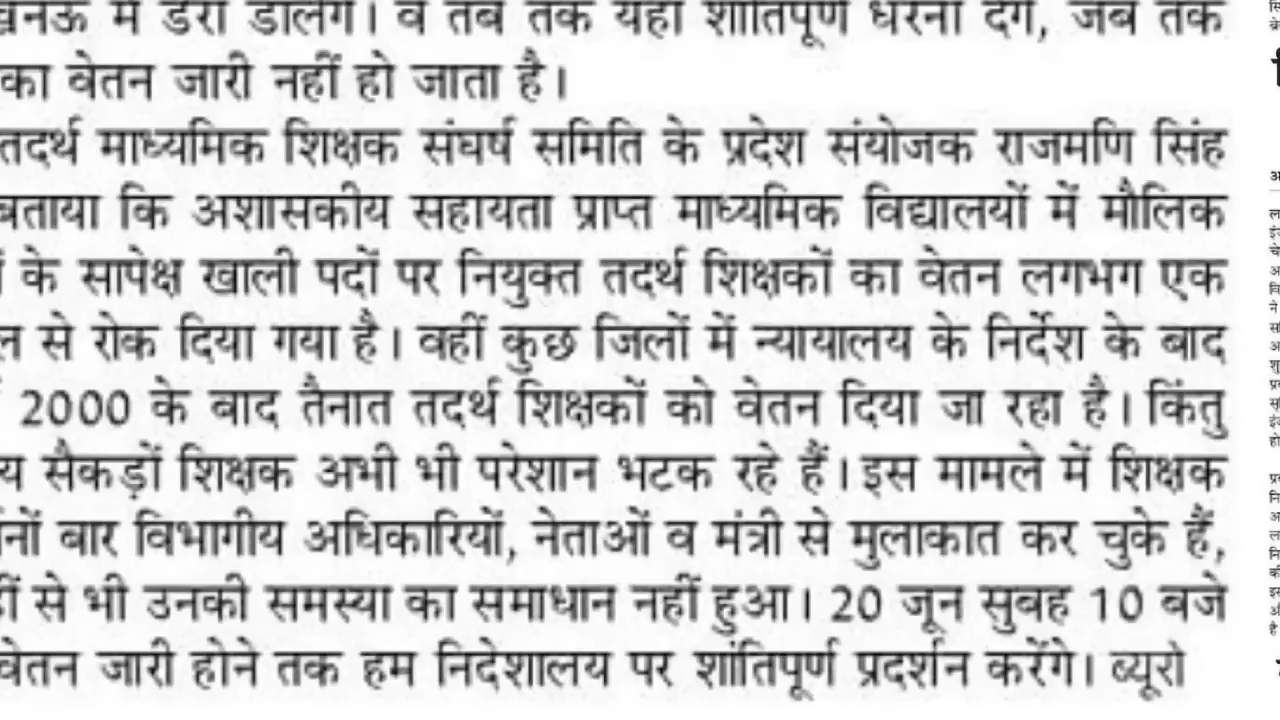 में डेरा डालेंगे। वे तब तक यहां शांतिपूर्ण धरना देंगे, जब तक
का वेतन जारी नहीं हो जाता है।
तदर्थ माध्यमिक शिक्षक संघर्ष समिति के प्रदेश संयोजक राजमणि सिंह
बताया कि अशासकीय सहायता प्राप्त माध्यमिक विद्यालयों में मौलिक
के सापेक्ष खाली पदों पर नियुक्त तदर्थ शिक्षकों का वेतन लगभग एक
से रोक दिया गया है। वहीं कुछ जिलों में न्यायालय के निर्देश के बाद
2000 के बाद तैनात तदर्थ शिक्षकों को वेतन दिया जा रहा है। किंतु
सैकड़ों शिक्षक अभी भी परेशान भटक रहे हैं। इस मामले में शिक्षक
बार विभागीय अधिकारियों, नेताओं व मंत्री से मुलाकात कर चुके हैं,
से भी उनकी समस्या का समाधान नहीं हुआ। 20 जून सुबह 10 बजे
वेतन जारी होने तक हम निदेशालय पर शांतिपूर्ण प्रदर्शन करेंगे। ब्यूरो